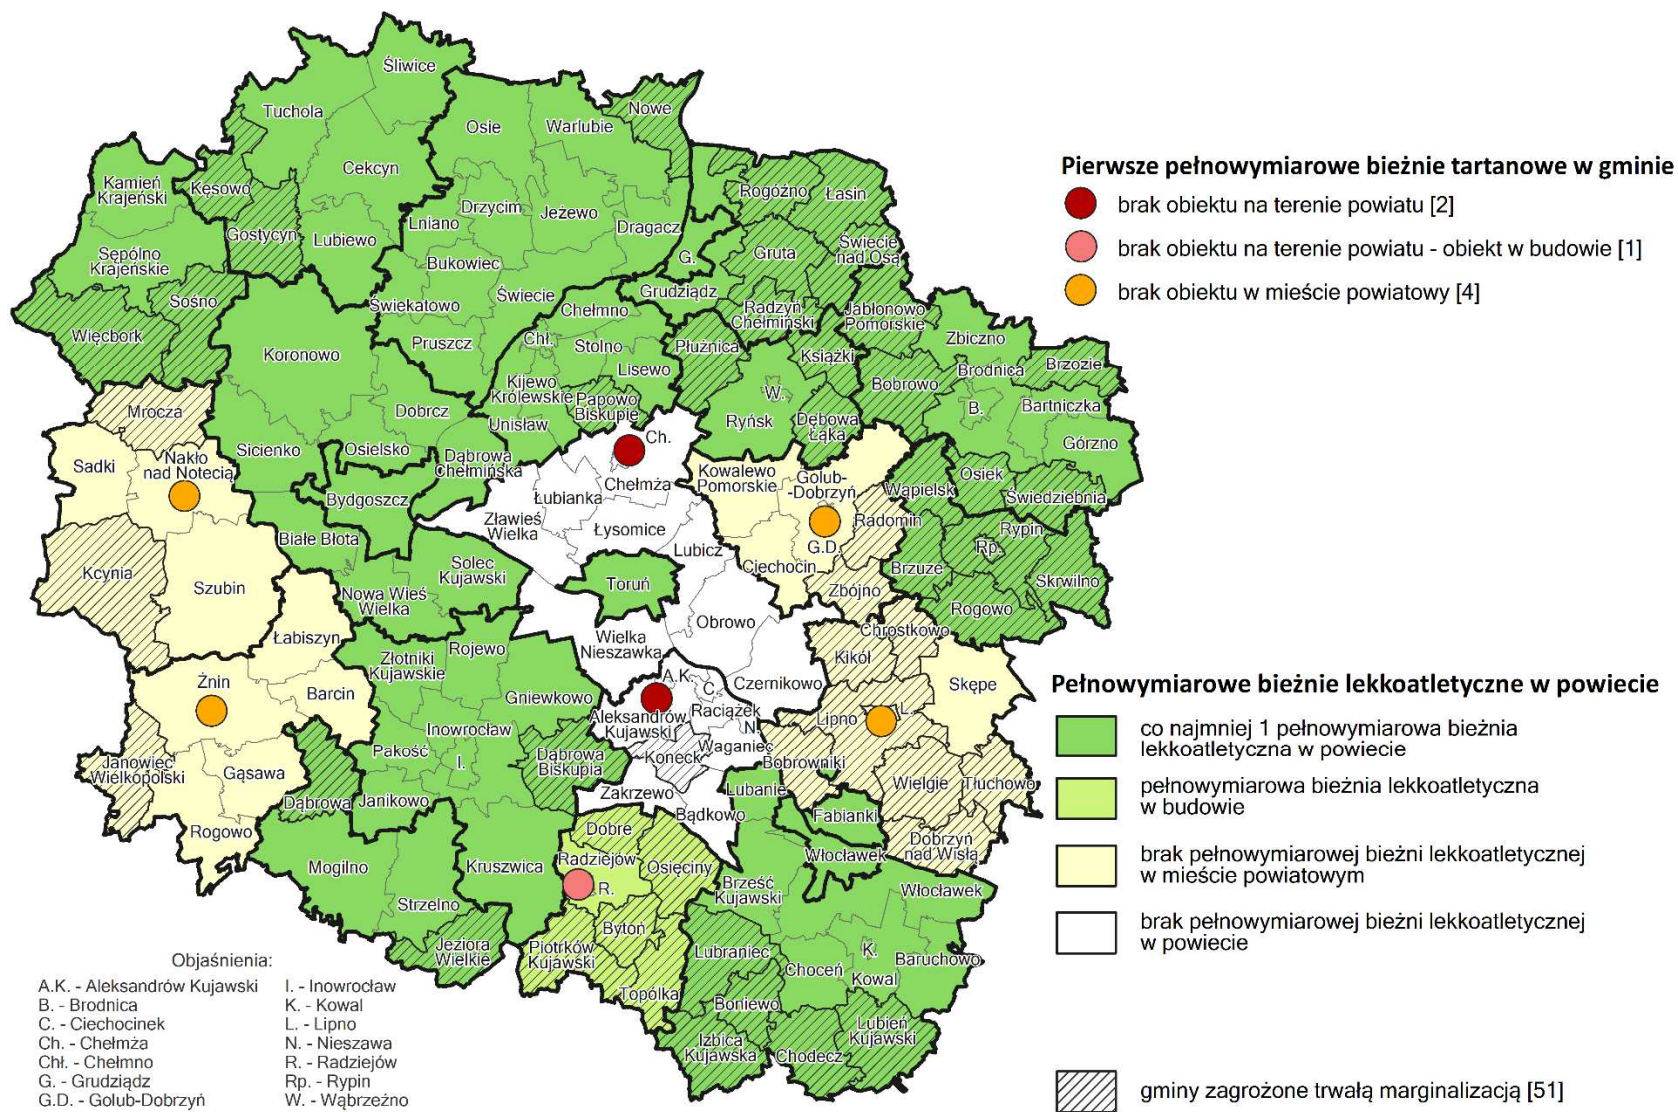 Śliwice
Tuchola
Nowe
Osie
Warlubie
Cekcyn
Kamień
Krajeński
Kęsowo
Rogóźno
Łasin
Drzycim
Jeżewo
Lniano
Dragacz
Gostycyn
Lubiewo
Sępólno
Krajeńskie
Gruta
Świecie
nad Osą
G.
Bukowiec
Sośno
Świekatowo
Świecie
Grudziądz
Chełmno
Radzyń
Chełmiński
Jabłonowo
Pomorskie
Więcbork
Koronowo
Pruszcz
Chł.
Stolno
Płużnica
Książki
Zbiczno
Brodnica
Brzozie
Lisewo
Bobrowo
Kijewo
Królewskie
Papowo
Biskupie
W.
B.
Bartniczka
Mrocza
Dobrcz
Unisław
Ryńsk
Dębowa
Łąka
Górzno
Sadki
Nakło
nad Notecią
Sicienko
Osielsko
Dąbrowa
Chełmińska
Ch.
Chełmża
Kowalewo
Pomorskie
Golub-
-Dobrzyń
Osiek
Wąpielsk
Świedziebnia
Bydgoszcz
Łubianka
Zławieś
Wielka
Łysomice
Radomin
Rypin
Rp.
G.D.
Białe Błota
Lubicz
Ciechocin
Kcynia
Szubin
Solec
Kujawski
Toruń
Brzuze
Skrwilno
Nowa Wieś
Wielka
Zbójno
Rogowo
Łabiszyn
Obrowo
Chrostkowo
Rojewo
Wielka
Nieszawka
Kikół
Złotniki
Kujawskie
Żnin
Barcin
Gniewkowo
A.K.
C.
Czernikowo
Skępe
Raciążek
Aleksandrów
Kujawski
N.
Lipno
L.
Inowrocław
Pakość
I.
Dąbrowa
Biskupia
Koneck
Waganiec
Bobrowniki
Janowiec
Wielkopolski
Gąsawa
Wielgie
Tłuchowo
Dąbrowa
Janikowo
Zakrzewo
Lubanie
Bądkowo
Fabianki
Rogowo
Dobre
Dobrzyń
nad Wisłą
Mogilno
Kruszwica
Radziejów
R.
Osięciny
Włocławek
Brześć
Kujawski
Włocławek
Strzelno
Bytoń
Jeziora
Wielkie
Piotrków
Kujawski
Lubraniec
K.
Kowal
Baruchowo
Choceń
Topólka
Boniewo
Lubień
Kujawski
Izbica
Kujawska
Chodecz
Objaśnienia:
A.K. - Aleksandrów Kujawski
B. - Brodnica
C. - Ciechocinek
Ch. - Chełmża
Chł. - Chełmno
G. - Grudziądz
G.D. - Golub-Dobrzyń
I. - Inowrocław
K. - Kowal
L. - Lipno
N. - Nieszawa
R. - Radziejów
Rp. - Rypin
W. - Wąbrzeźno
Pierwsze pełnowymiarowe bieżnie tartanowe w gminie
brak obiektu na terenie powiatu [2]
brak obiektu na terenie powiatu - obiekt w budowie [1]
brak obiektu w mieście powiatowy [4]
Pełnowymiarowe bieżnie lekkoatletyczne w powiecie
co najmniej 1 pełnowymiarowa bieżnia
lekkoatletyczna w powiecie
pełnowymiarowa bieżnia lekkoatletyczna
w budowie
brak pełnowymiarowej bieżni lekkoatletycznej
w mieście powiatowym
brak pełnowymiarowej bieżni lekkoatletycznej
w powiecie
gminy zagrożone trwałą marginalizacją [51]